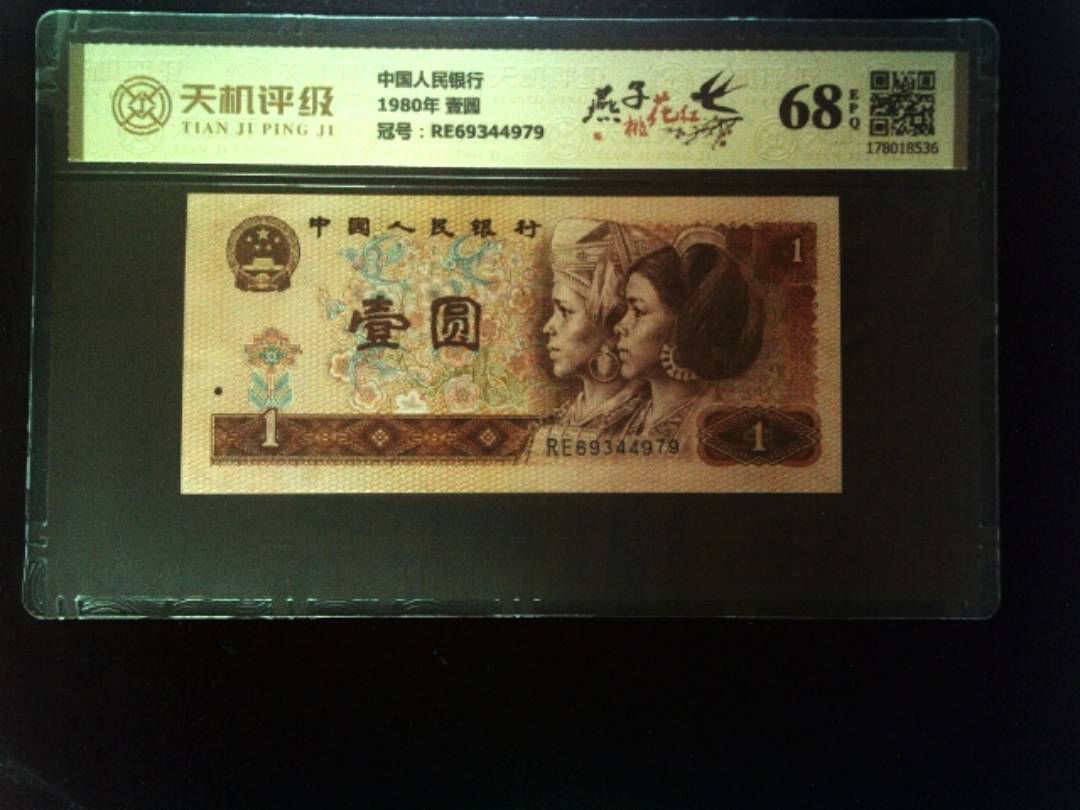 天机评级
TIAN JI PING JI
中国人民银行
1980年 壹圆
冠号：RE69344979
燕子桃花红
68
EPQ
178018536
中国人民银行
壹圆
1
1
RE69344979
1